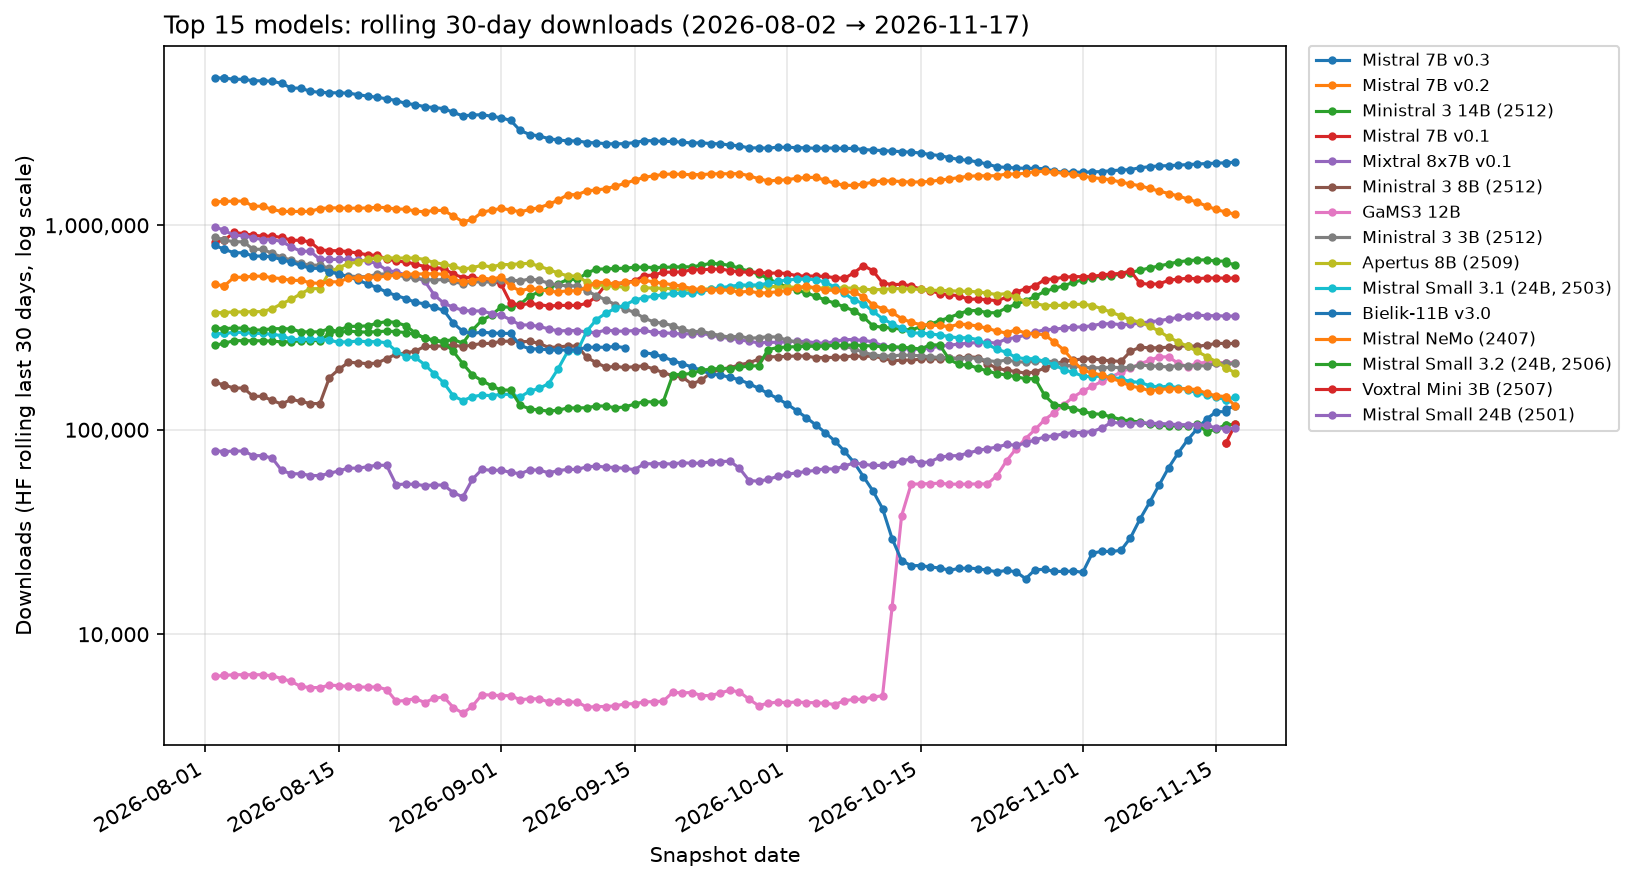 Top 15 models: rolling 30-day downloads (2026-08-02 → 2026-11-17)
Downloads (HF rolling last 30 days, log scale)
1,000,000
100,000
10,000
2026-08-01
2026-08-15
2026-09-01
2026-09-15
2026-10-01
2026-10-15
2026-11-01
2026-11-15
Snapshot date
Mistral 7B v0.3
Mistral 7B v0.2
Ministral 3 14B (2512)
Mistral 7B v0.1
Mixtral 8x7B v0.1
Ministral 3 8B (2512)
GaMS3 12B
Ministral 3 3B (2512)
Apertus 8B (2509)
Mistral Small 3.1 (24B, 2503)
Bielik-11B v3.0
Mistral NeMo (2407)
Mistral Small 3.2 (24B, 2506)
Voxtral Mini 3B (2507)
Mistral Small 24B (2501)